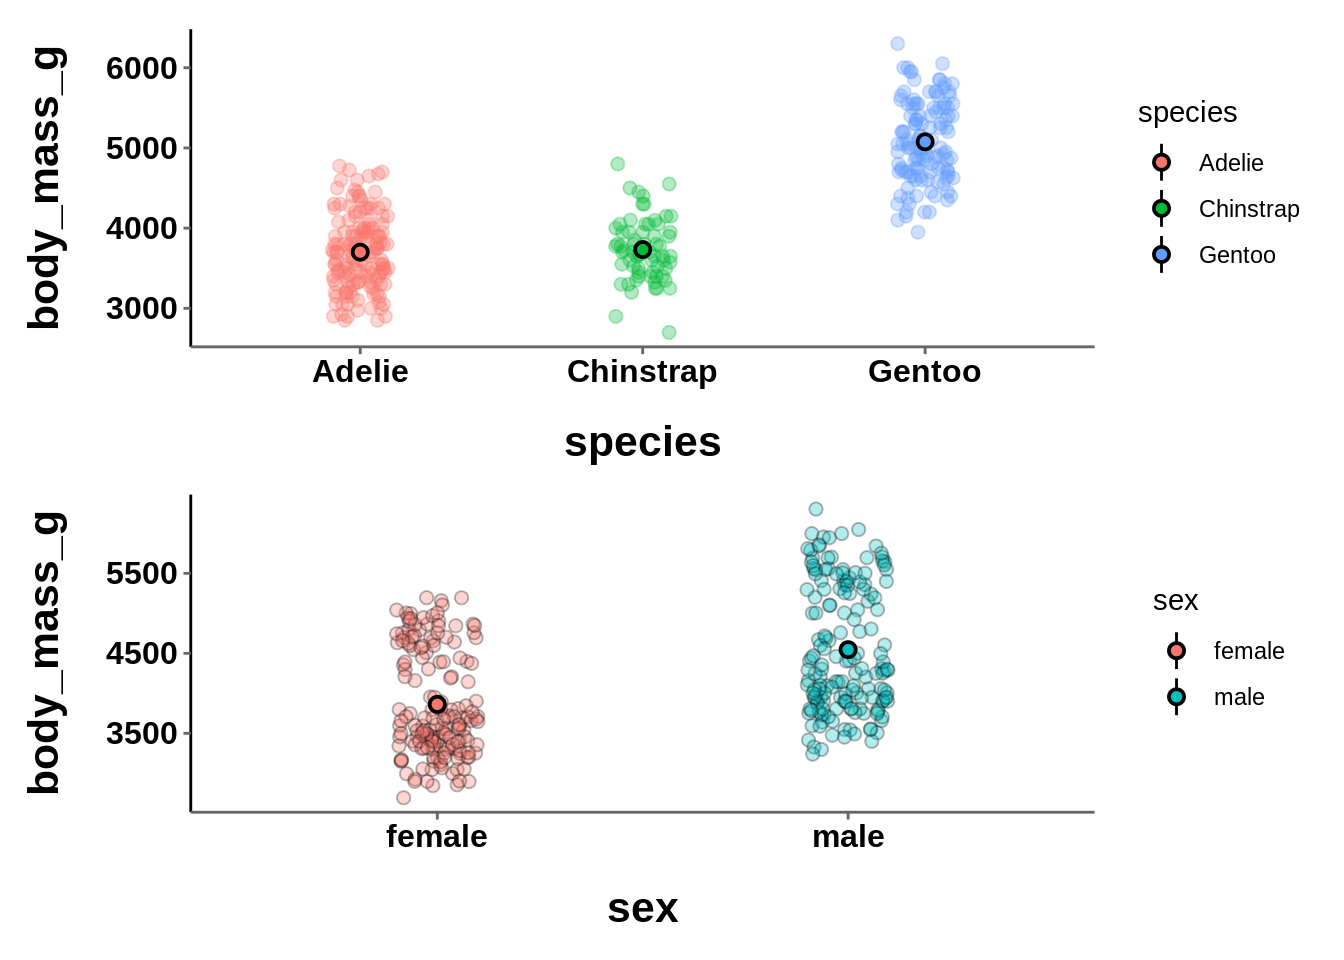 body_mass_g
6000
5000
4000
3000
Adelie
Chinstrap
Gentoo
species
species
Adelie
Chinstrap
Gentoo
body_mass_g
5500
4500
3500
female
male
sex
sex
female
male